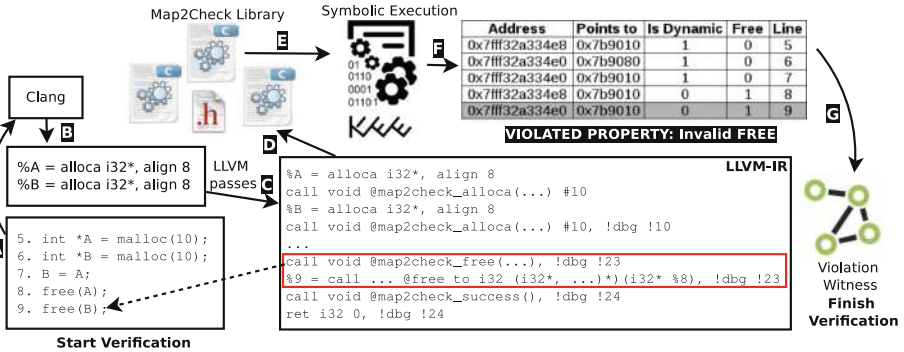 Map2Check Library
Symbolic Execution
E
F
Address Points to Is Dynamic Free Line
0x7fff32a334e8 0x7b9010 1 0 5
0x7fff32a334e0 0x7b9080 1 0 6
0x7fff32a334e0 0x7b9010 1 0 7
0x7fff32a334e8 0x7b9010 0 1 8
0x7fff32a334e0 0x7b9010 0 1 9
VIOLATED PROPERTY: Invalid FREE
G
C
C
C
.h
01
0110
0001
01101
KLEE
Clang
B
D
%A = alloca i32*, align 8
%B = alloca i32*, align 8
LLVM
passes
C
LLVM-IR
%A = alloca i32*, align 8
call void @map2check_alloca(...) #10
%B = alloca i32*, align 8
call void @map2check_alloca(...) #10, !dbg !10
...
call void @map2check_free(...), !dbg !23
%9 = call ... @free to i32 (i32*, ...)*)(i32* %8), !dbg !23
call void @map2check_success(), !dbg !24
ret i32 0, !dbg !24
5. int *A = malloc(10);
6. int *B = malloc(10);
7. B = A;
8. free(A);
9. free(B);
Start Verification
Violation
Witness
Finish
Verification